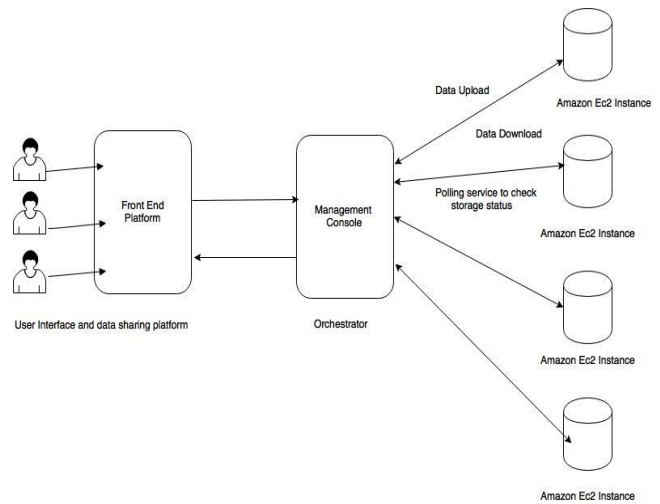 Data Upload
Amazon Ec2 Instance
Data Download
Front End
Platform
Management
Console
Polling service to check
storage status
Amazon Ec2 Instance
User Interface and data sharing platform
Orchestrator
Amazon Ec2 Instance
Amazon Ec2 Instance